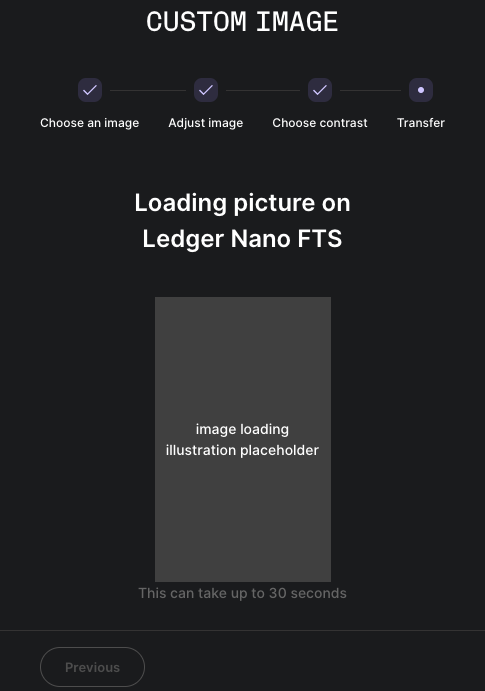 CUSTOM IMAGE
Choose an image
Adjust image
Choose contrast
Transfer
Loading picture on
Ledger Nano FTS
image loading
illustration placeholder
This can take up to 30 seconds
Previous